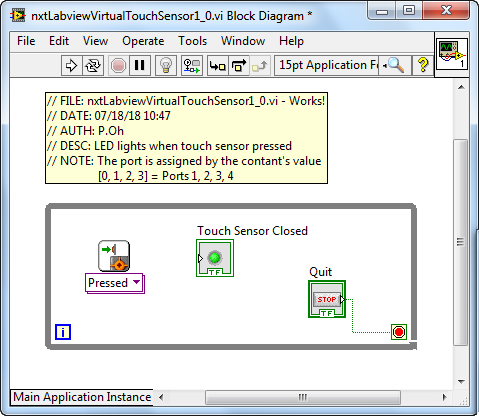 nxtLabviewVirtualTouchSensor1_0.vi Block Diagram *
File Edit View Operate Tools Window Help
15pt Application Fo
?
1
// FILE: nxtLabviewVirtualTouchSensor1_0.vi - Works!
// DATE: 07/18/18 10:47
// AUTH: P.Oh
// DESC: LED lights when touch sensor pressed
// NOTE: The port is assigned by the contant's value
[0, 1, 2, 3] = Ports 1, 2, 3, 4
Touch Sensor Closed
TF
Pressed
Quit
STOP
TF
i
Main Application Instance